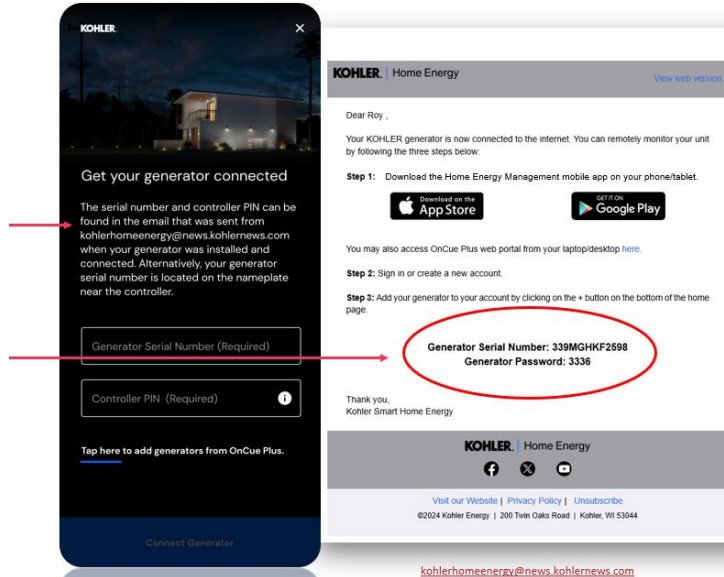 KOHLER.
Get your generator connected
The serial number and controller PIN can be
found in the email that was sent from
kohlerhomeenergy@news.kohlernews.com
when your generator was installed and
connected. Alternatively, your generator
serial number is located on the nameplate
near the controller.
Generator Serial Number (Required)
Controller PIN (Required)
Tap here to add generators from OnCue Plus.
Connect Generator
KOHLER. | Home Energy
View web version
Dear Roy ,
Your KOHLER generator is now connected to the internet. You can remotely monitor your unit
by following the three steps below:
Step 1: Download the Home Energy Management mobile app on your phone/tablet.
Download on the
App Store
GET IT ON
Google Play
You may also access OnCue Plus web portal from your laptop/desktop here.
Step 2: Sign in or create a new account.
Step 3: Add your generator to your account by clicking on the + button on the bottom of the home
page.
Generator Serial Number: 339MGHKF2598
Generator Password: 3336
Thank you,
Kohler Smart Home Energy
KOHLER. | Home Energy
Visit our Website | Privacy Policy | Unsubscribe
©2024 Kohler Energy | 200 Twin Oaks Road | Kohler, WI 53044
kohlerhomeenergy@news.kohlernews.com